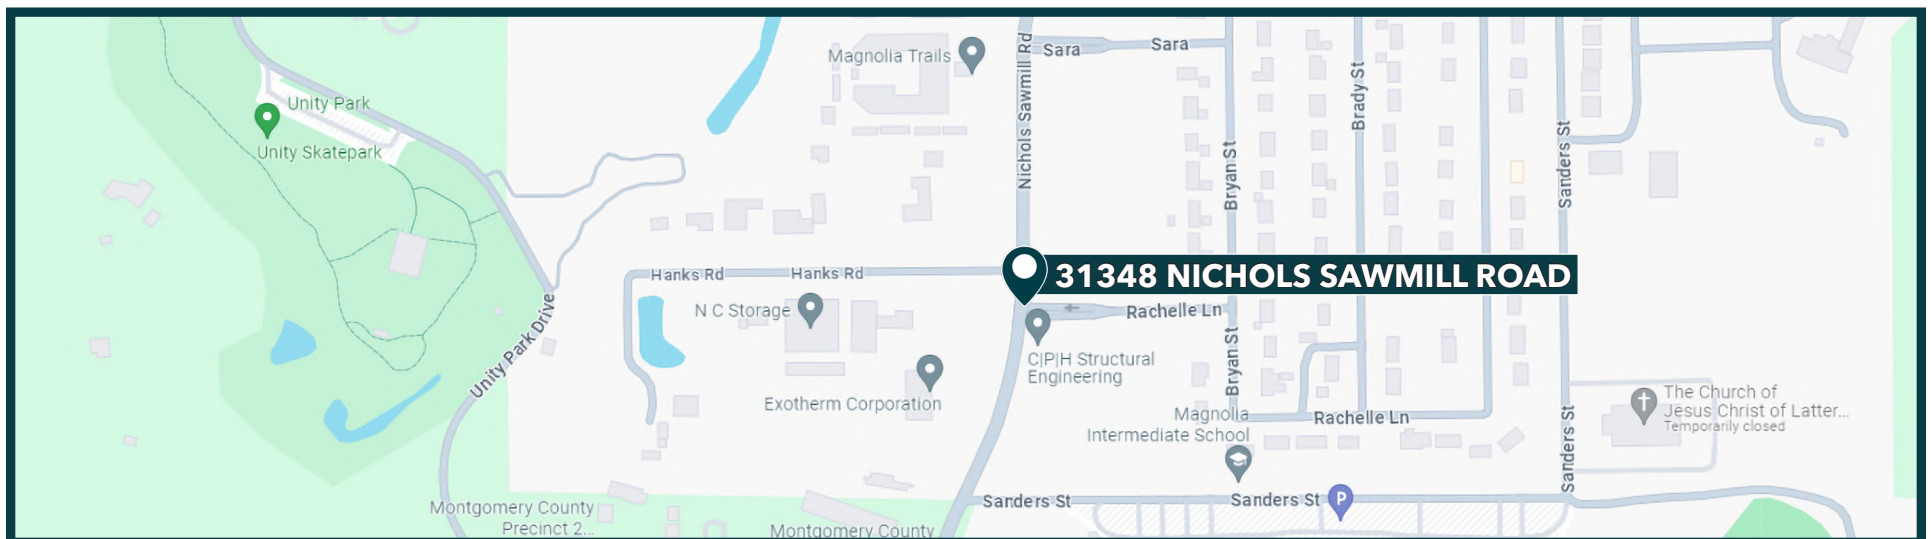 Sara
Sara
Magnolia Trails
Nichols Sawmill Rd
Brady St
Unity Park
Unity Skatepark
Bryan St
Sanders St
Hanks Rd
Hanks Rd
31348 NICHOLS SAWMILL ROAD
N C Storage
Rachelle Ln
Unity Park Drive
Bryan St
C|P|H Structural
Engineering
Exotherm Corporation
Magnolia
Intermediate School
Rachelle Ln
The Church of
Jesus Christ of Latter...
Temporarily closed
Sanders St
Sanders St
Sanders St
P
Montgomery County
Precinct 2...
Montgomery County